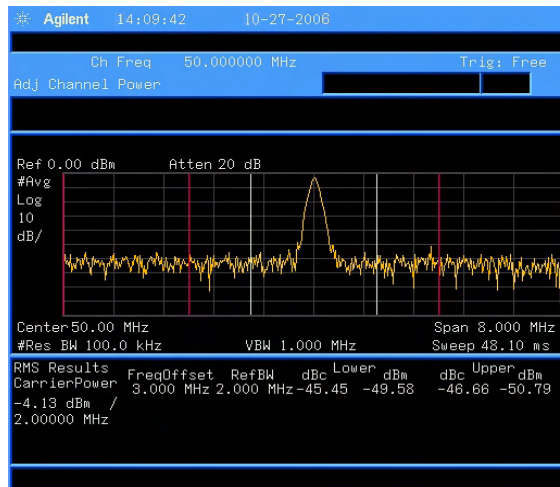 Agilent 14:09:42 10-27-2006
Ch Freq 50.000000 MHz Trig: Free
Adj Channel Power
Ref 0.00 dBm Atten 20 dB
#Avg
Log
10
dB/
Center 50.00 MHz Span 8.000 MHz
#Res BW 100.0 kHz VBW 1.000 MHz Sweep 48.10 ms
RMS Results FreqOffset RefBW dBc Lower dBm dBc Upper dBm
CarrierPower 3.000 MHz 2.000 MHz -45.45 -49.58 -46.66 -50.79
-4.13 dBm /
2.00000 MHz